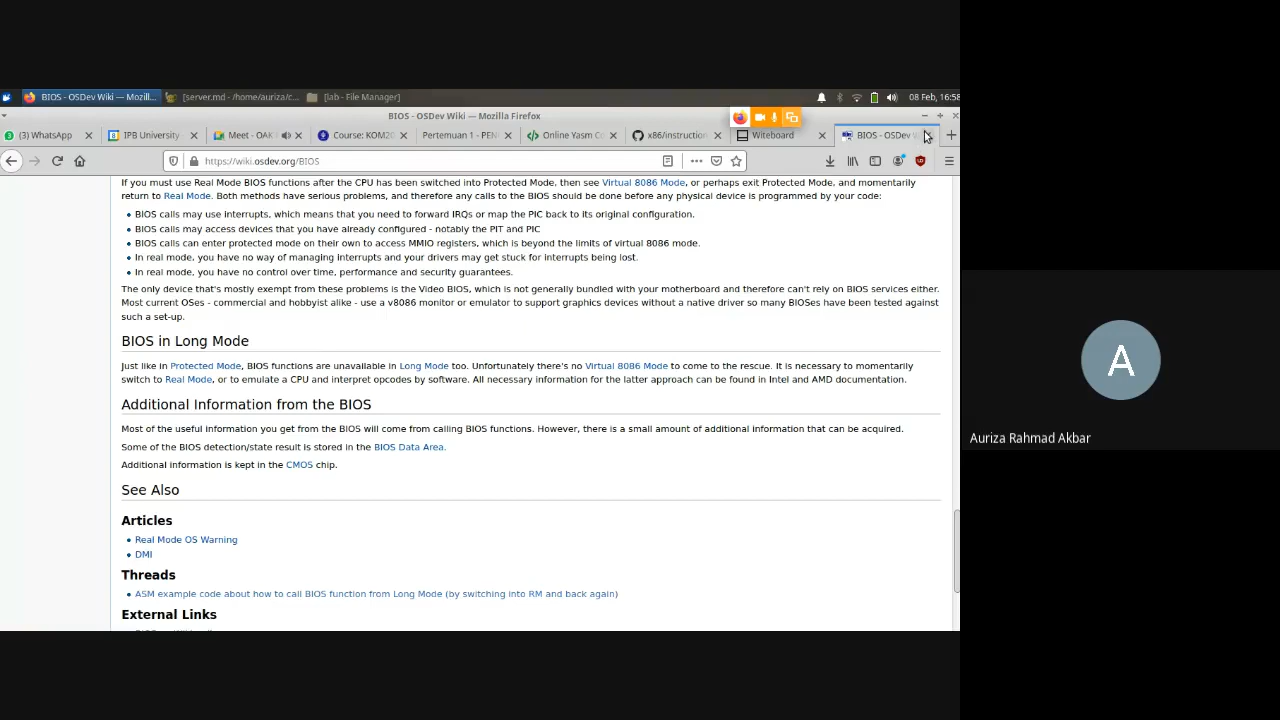 BIOS - OSDev Wiki — Mozill... [server.md - /home/auriza/c... [lab - File Manager] 08 Feb, 16:58
BIOS - OSDev Wiki — Mozilla Firefox
(3) WhatsApp IPB University Meet - OAK Course: KOM20 Pertemuan 1 - PEN Online Yasm Co x86/instruction Witeboard BIOS - OSDev
https://wiki.osdev.org/BIOS
If you must use Real Mode BIOS functions after the CPU has been switched into Protected Mode, then see Virtual 8086 Mode, or perhaps exit Protected Mode, and momentarily
return to Real Mode. Both methods have serious problems, and therefore any calls to the BIOS should be done before any physical device is programmed by your code:
BIOS calls may use interrupts, which means that you need to forward IRQs or map the PIC back to its original configuration.
BIOS calls may access devices that you have already configured - notably the PIT and PIC
BIOS calls can enter protected mode on their own to access MMIO registers, which is beyond the limits of virtual 8086 mode.
In real mode, you have no way of managing interrupts and your drivers may get stuck for interrupts being lost.
In real mode, you have no control over time, performance and security guarantees.
The only device that's mostly exempt from these problems is the Video BIOS, which is not generally bundled with your motherboard and therefore can't rely on BIOS services either.
Most current OSes - commercial and hobbyist alike - use a v8086 monitor or emulator to support graphics devices without a native driver so many BIOSes have been tested against
such a set-up.
BIOS in Long Mode
Just like in Protected Mode, BIOS functions are unavailable in Long Mode too. Unfortunately there's no Virtual 8086 Mode to come to the rescue. It is necessary to momentarily
switch to Real Mode, or to emulate a CPU and interpret opcodes by software. All necessary information for the latter approach can be found in Intel and AMD documentation.
Additional Information from the BIOS
Most of the useful information you get from the BIOS will come from calling BIOS functions. However, there is a small amount of additional information that can be acquired.
Some of the BIOS detection/state result is stored in the BIOS Data Area.
Additional information is kept in the CMOS chip.
See Also
Articles
Real Mode OS Warning
DMI
Threads
ASM example code about how to call BIOS function from Long Mode (by switching into RM and back again)
External Links
A
Auriza Rahmad Akbar